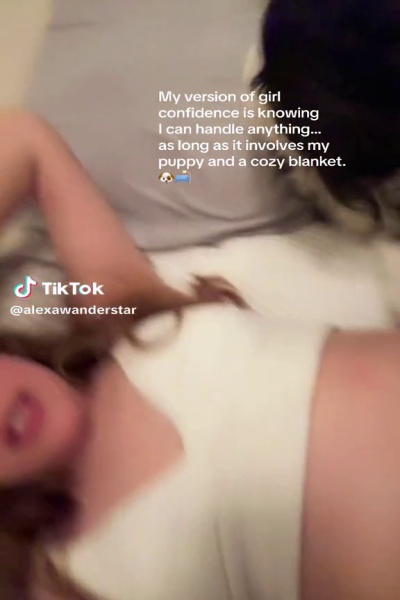 My version of girl
confidence is knowing
I can handle anything...
as long as it involves my
puppy and a cozy blanket.
🐶🛏️
TikTok
@alexawanderstar